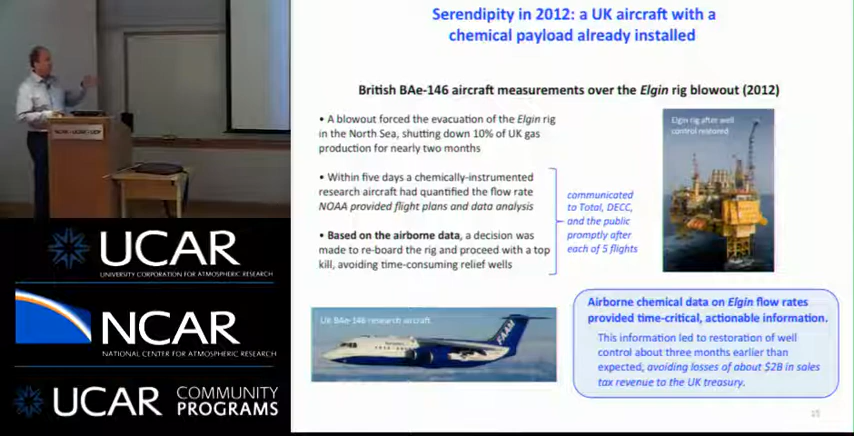 Serendipity in 2012: a UK aircraft with a
chemical payload already installed
British BAe-146 aircraft measurements over the Elgin rig blowout (2012)
• A blowout forced the evacuation of the Elgin rig
in the North Sea, shutting down 10% of UK gas
production for nearly two months
• Within five days a chemically-instrumented
research aircraft had quantified the flow rate
NOAA provided flight plans and data analysis
• Based on the airborne data, a decision was
made to re-board the rig and proceed with a top
kill, avoiding time-consuming relief wells
communicated
to Total, DECC,
and the public
promptly after
each of 5 flights
Elgin rig after well
control restored
UK BAe-146 research aircraft
FAAM
Airborne chemical data on Elgin flow rates
provided time-critical, actionable information.
This information led to restoration of well
control about three months earlier than
expected, avoiding losses of about $2B in sales
tax revenue to the UK treasury.
UCAR
UNIVERSITY CORPORATION FOR ATMOSPHERIC RESEARCH
NCAR
NATIONAL CENTER FOR ATMOSPHERIC RESEARCH
UCAR COMMUNITY
PROGRAMS